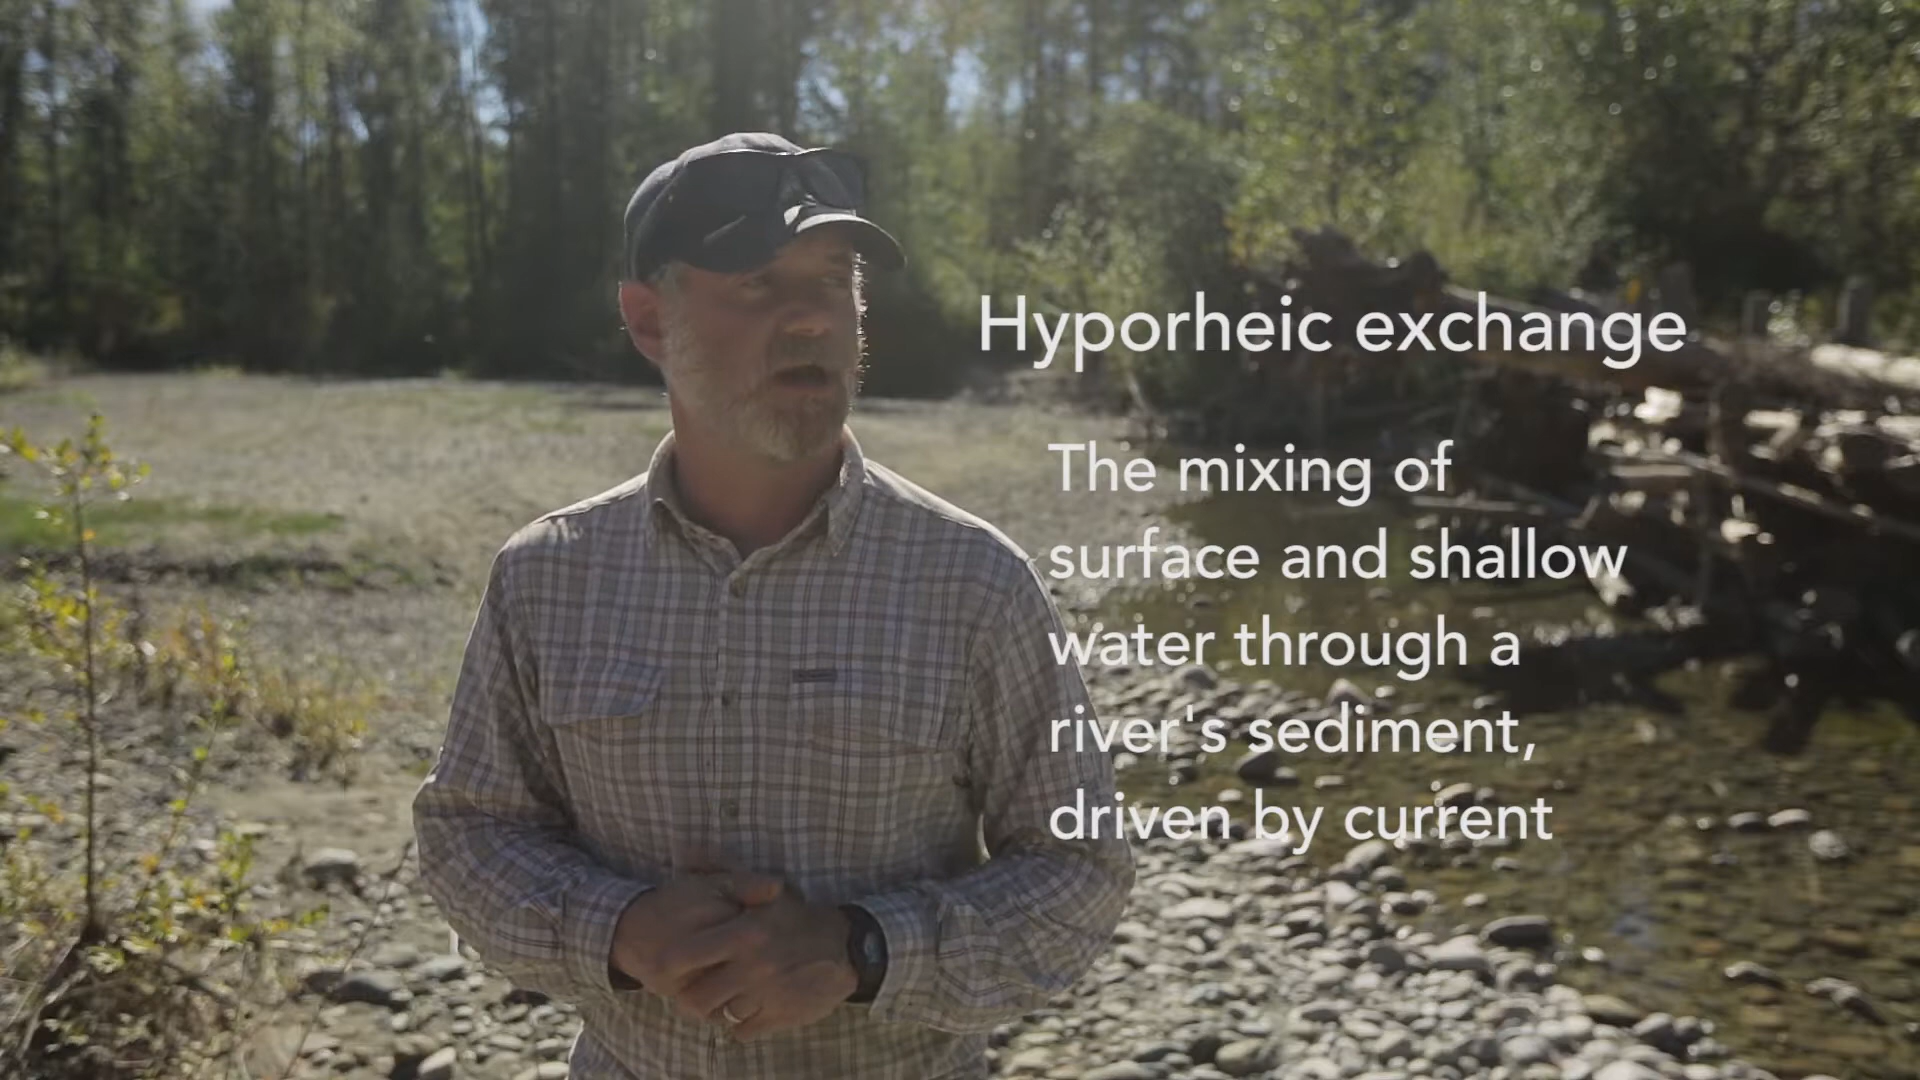 Hyporheic exchange
The mixing of
surface and shallow
water through a
river's sediment,
driven by current